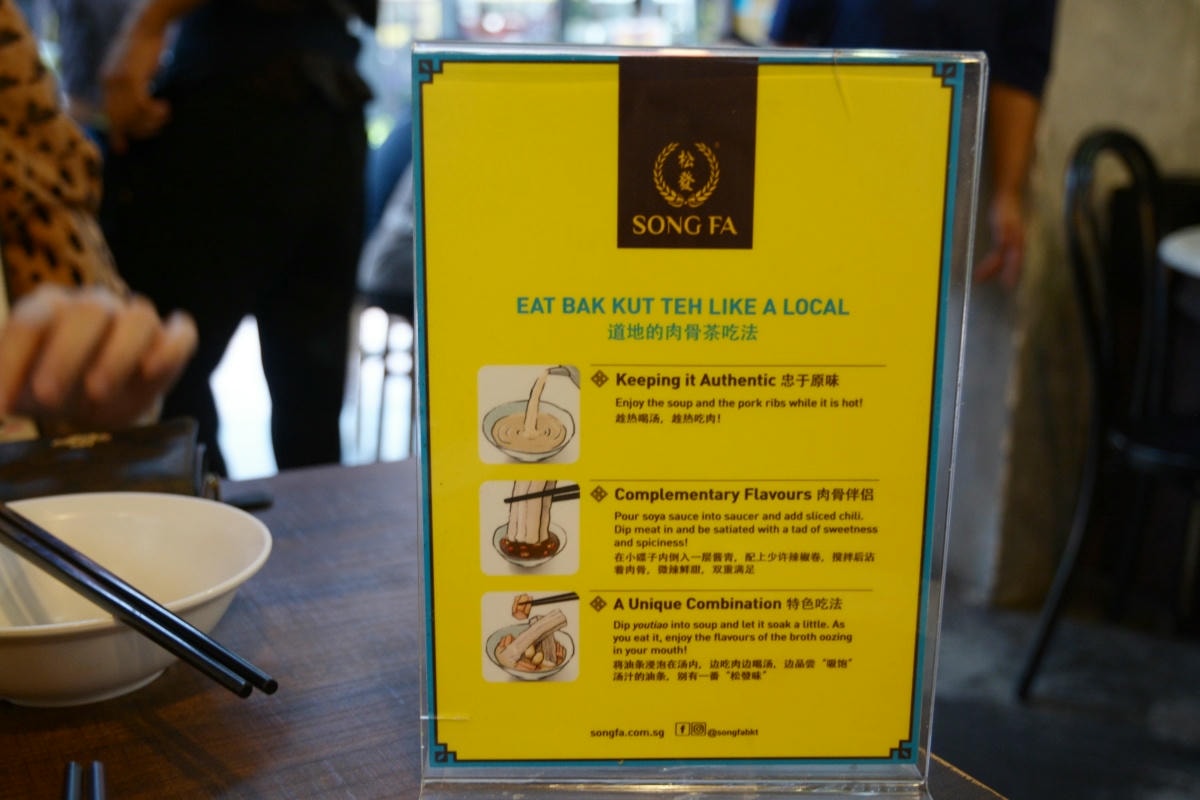 松
發
SONG FA
EAT BAK KUT TEH LIKE A LOCAL
道地的肉骨茶吃法
Keeping it Authentic 忠于原味
Enjoy the soup and the pork ribs while it is hot!
趁热喝汤，趁热吃肉！
Complementary Flavours 肉骨伴侣
Pour soya sauce into saucer and add sliced chili.
Dip meat in and be satiated with a tad of sweetness
and spiciness!
在小碟子内倒入一层酱青，配上少许辣椒卷，搅拌后沾
着肉骨，微辣鲜甜，双重满足
A Unique Combination 特色吃法
Dip youtiao into soup and let it soak a little. As
you eat it, enjoy the flavours of the broth oozing
in your mouth!
将油条浸泡在汤内，边吃肉边喝汤，边品尝“吸饱”
汤汁的油条，别有一番“松發味”
songfa.com.sg @songfabkt